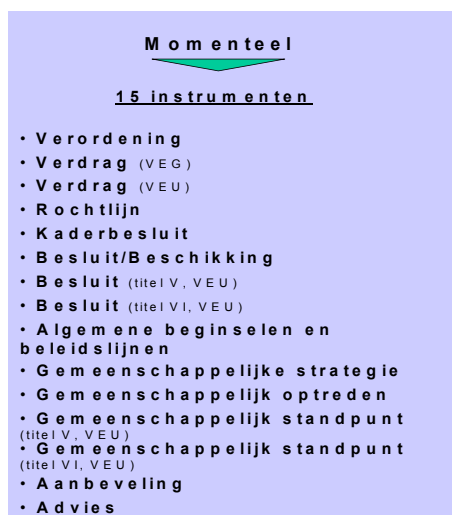 Momenteel
15 instrumenten
• Verordening
• Verdrag (VEG)
• Verdrag (VEU)
• Rochtlijn
• Kaderbesluit
• Besluit/Beschikking
• Besluit (titel V, VEU)
• Besluit (titel VI, VEU)
• Algemene beginselen en
beleidslijnen
• Gemeenschappelijke strategie
• Gemeenschappelijk optreden
• Gemeenschappelijk standpunt
(titel V, VEU)
• Gemeenschappelijk standpunt
(titel VI, VEU)
• Aanbeveling
• Advies